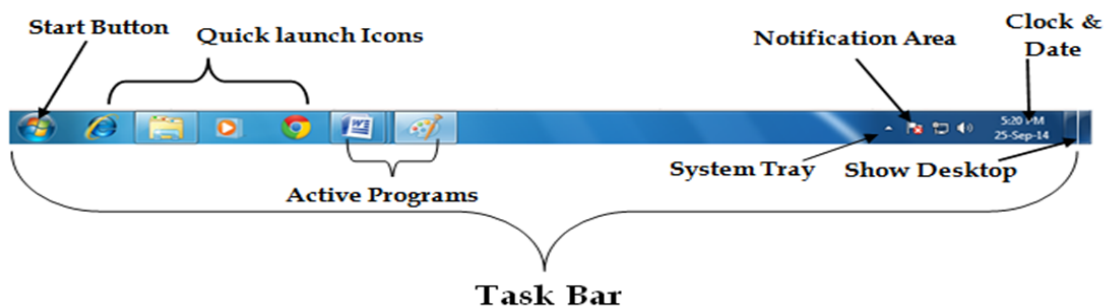 Start Button
Quick launch Icons
Notification Area
Clock &
Date
5:20 PM
25-Sep-14
System Tray
Show Desktop
Active Programs
Task Bar